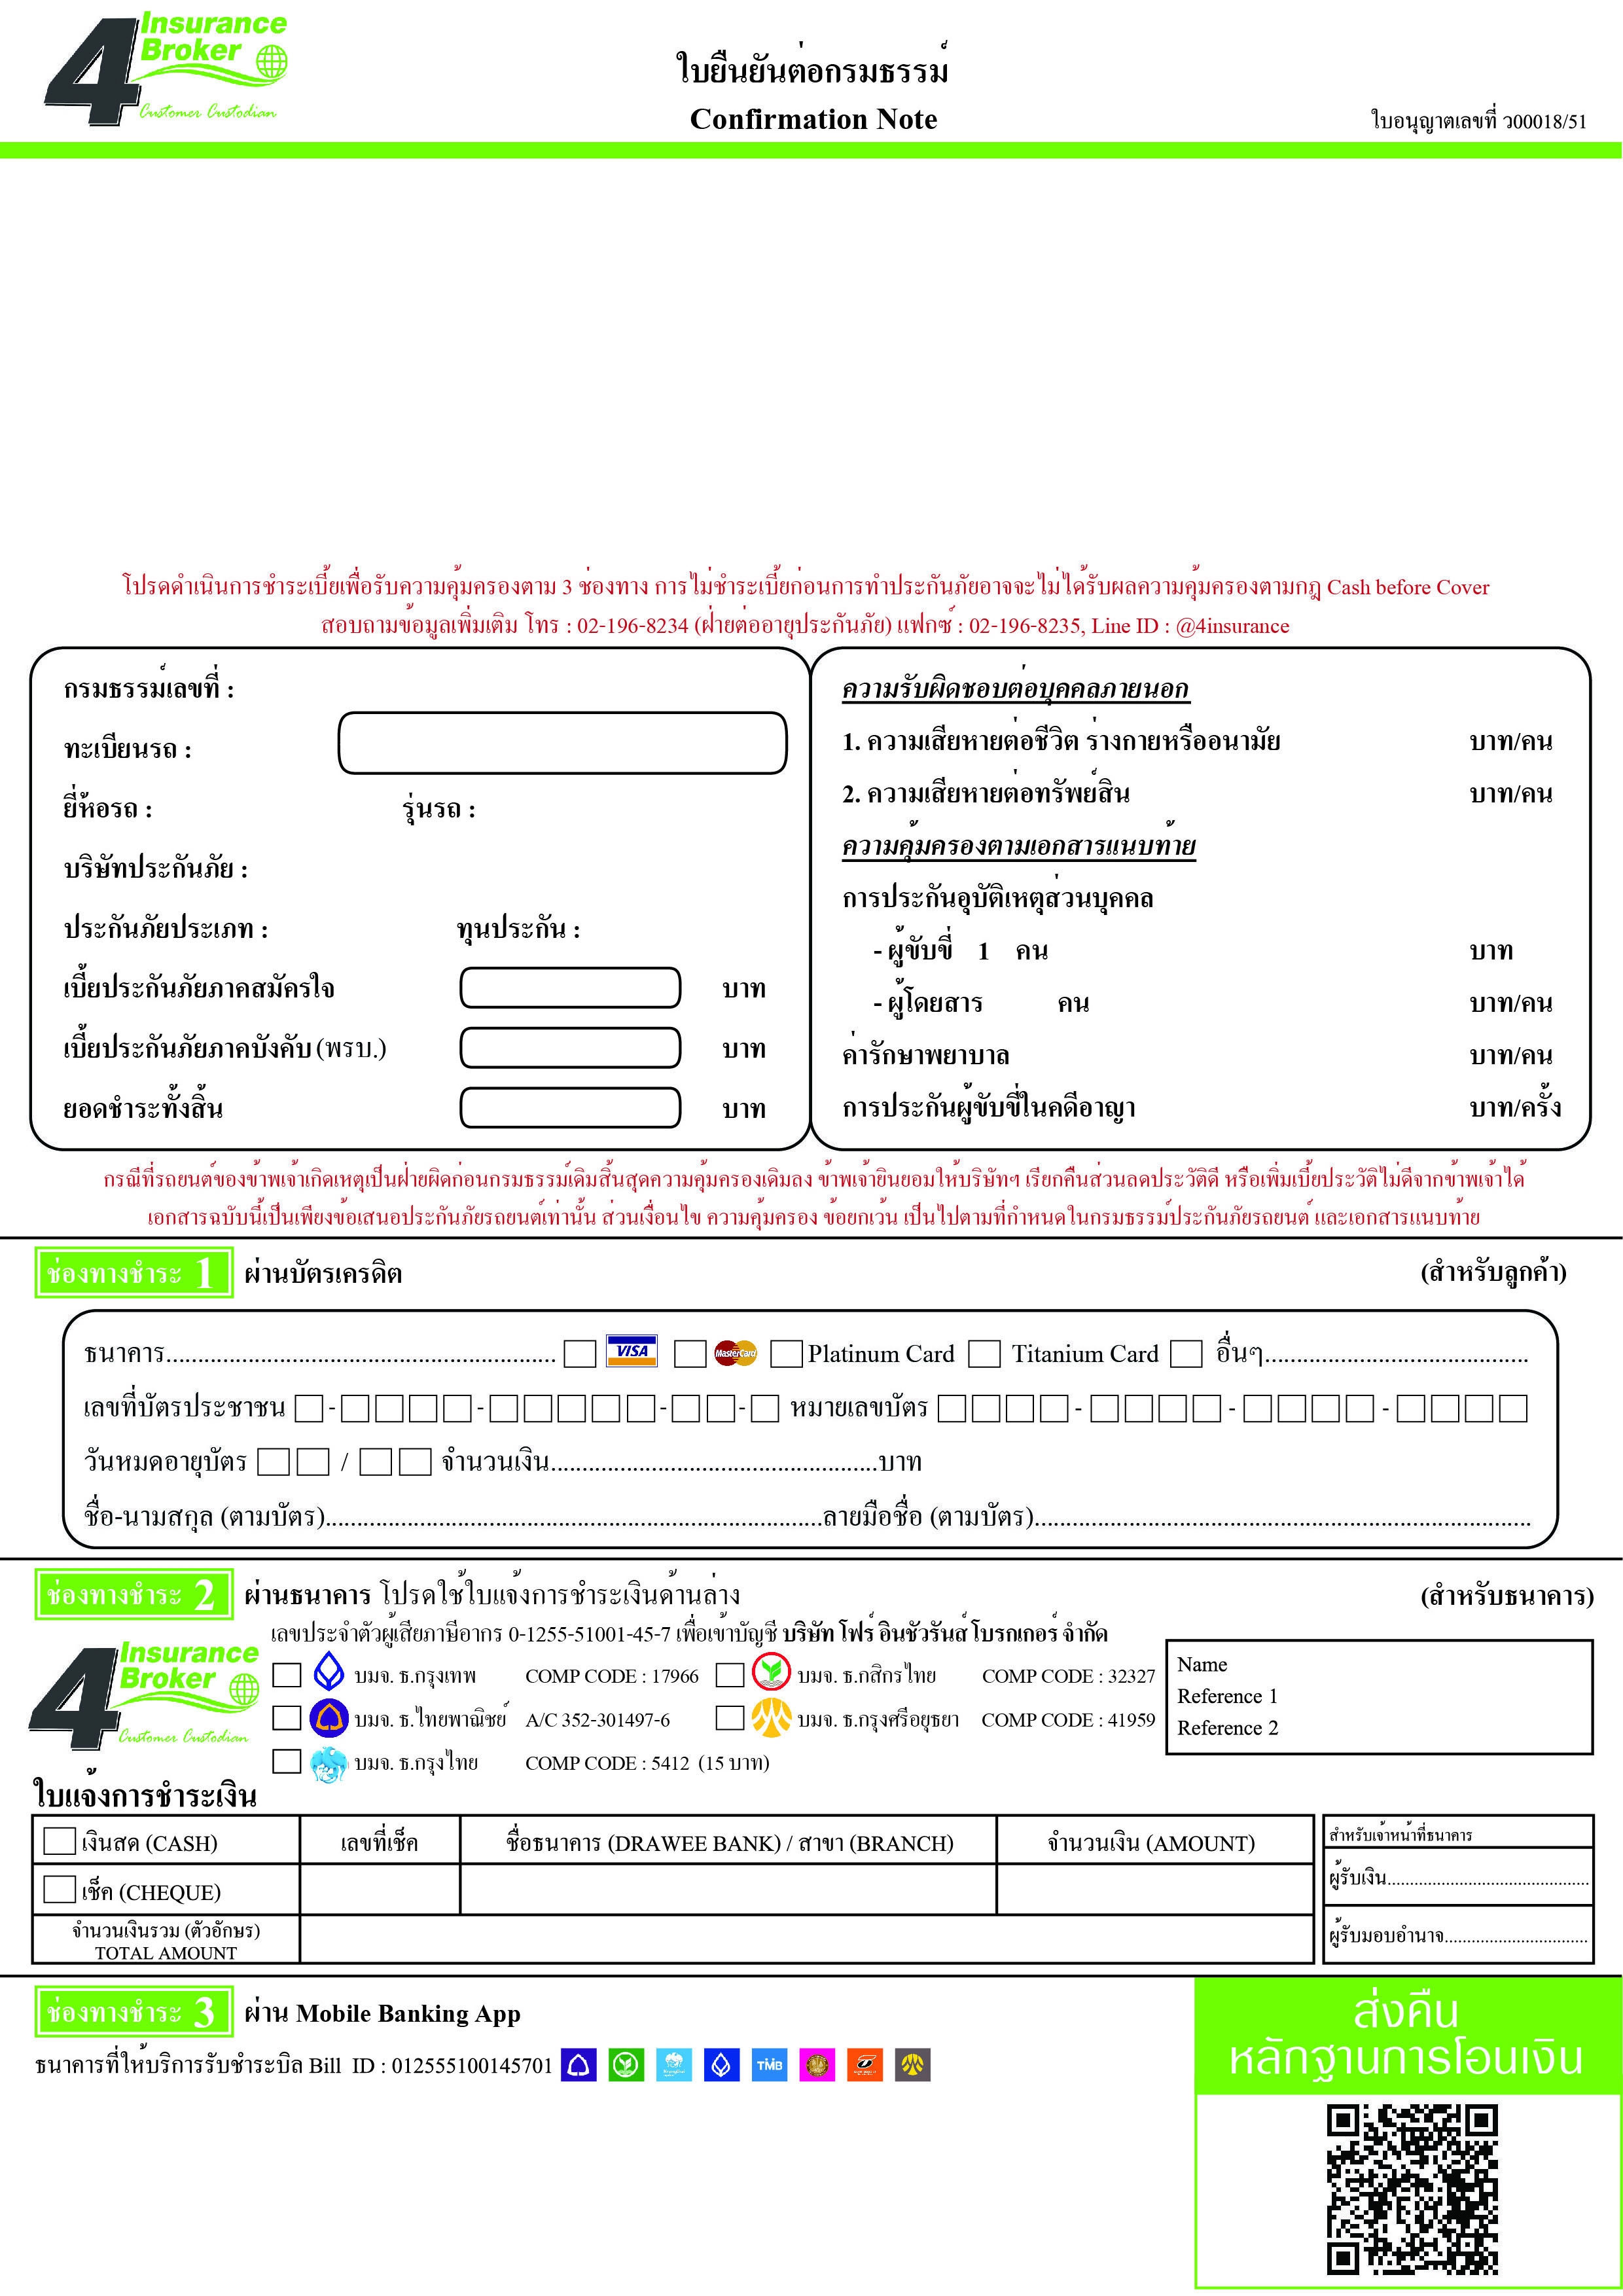 4 Insurance
Broker
Customer Custodian
ใบยืนยันต่อกรมธรรม์
Confirmation Note
ใบอนุญาตเลขที่ ว00018/51
โปรดดำเนินการชำระเบี้ยเพื่อรับความคุ้มครองตาม 3 ช่องทาง การไม่ชำระเบี้ยก่อนการทำประกันภัยอาจจะไม่ได้รับผลความคุ้มครองตามกฎ Cash before Cover
สอบถามข้อมูลเพิ่มเติม โทร : 02-196-8234 (ฝ่ายต่ออายุประกันภัย) แฟกซ์ : 02-196-8235, Line ID : @4insurance
กรมธรรม์เลขที่ :
ทะเบียนรถ :
ยี่ห้อรถ : รุ่นรถ :
บริษัทประกันภัย :
ประกันภัยประเภท : ทุนประกัน :
เบี้ยประกันภัยภาคสมัครใจ บาท
เบี้ยประกันภัยภาคบังคับ (พรบ.) บาท
ยอดชำระทั้งสิ้น บาท
ความรับผิดชอบต่อบุคคลภายนอก
1. ความเสียหายต่อชีวิต ร่างกายหรืออนามัย บาท/คน
2. ความเสียหายต่อทรัพย์สิน บาท/คน
ความคุ้มครองตามเอกสารแนบท้าย
การประกันอุบัติเหตุส่วนบุคคล
- ผู้ขับขี่ 1 คน บาท
- ผู้โดยสาร คน บาท/คน
ค่ารักษาพยาบาล บาท/คน
การประกันผู้ขับขี่ในคดีอาญา บาท/ครั้ง
กรณีที่รถยนต์ของข้าพเจ้าเกิดเหตุเป็นฝ่ายผิดก่อนกรมธรรม์เดิมสิ้นสุดความคุ้มครองเดิมลง ข้าพเจ้ายินยอมให้บริษัทฯ เรียกคืนส่วนลดประวัติดี หรือเพิ่มเบี้ยประวัติไม่ดีจากข้าพเจ้าได้
เอกสารฉบับนี้เป็นเพียงข้อเสนอประกันภัยรถยนต์เท่านั้น ส่วนเงื่อนไข ความคุ้มครอง ข้อยกเว้น เป็นไปตามที่กำหนดในกรมธรรม์ประกันภัยรถยนต์ และเอกสารแนบท้าย
ช่องทางชำระ 1 ผ่านบัตรเครดิต (สำหรับลูกค้า)
ธนาคาร.............................................................. VISA MasterCard Platinum Card Titanium Card อื่นๆ..........................................
เลขที่บัตรประชาชน - - - - หมายเลขบัตร - - -
วันหมดอายุบัตร / จำนวนเงิน....................................................บาท
ชื่อ-นามสกุล (ตามบัตร)...............................................................................ลายมือชื่อ (ตามบัตร)...............................................................................
ช่องทางชำระ 2 ผ่านธนาคาร โปรดใช้ใบแจ้งการชำระเงินด้านล่าง (สำหรับธนาคาร)
เลขประจำตัวผู้เสียภาษีอากร 0-1255-51001-45-7 เพื่อเข้าบัญชี บริษัท โฟร์ อินชัวรันส์ โบรกเกอร์ จำกัด
4 Insurance
Broker
Customer Custodian
บมจ. ธ.กรุงเทพ COMP CODE : 17966 บมจ. ธ.กสิกรไทย COMP CODE : 32327
บมจ. ธ.ไทยพาณิชย์ A/C 352-301497-6 บมจ. ธ.กรุงศรีอยุธยา COMP CODE : 41959
บมจ. ธ.กรุงไทย COMP CODE : 5412 (15 บาท)
Name
Reference 1
Reference 2
ใบแจ้งการชำระเงิน
เงินสด (CASH) เลขที่เช็ค ชื่อธนาคาร (DRAWEE BANK) / สาขา (BRANCH) จำนวนเงิน (AMOUNT)
เช็ค (CHEQUE)
จำนวนเงินรวม (ตัวอักษร)
TOTAL AMOUNT
สำหรับเจ้าหน้าที่ธนาคาร
ผู้รับเงิน.............................................
ผู้รับมอบอำนาจ................................
ช่องทางชำระ 3 ผ่าน Mobile Banking App
ธนาคารที่ให้บริการรับชำระบิล Bill ID : 012555100145701 TMB
ส่งคืน
หลักฐานการโอนเงิน